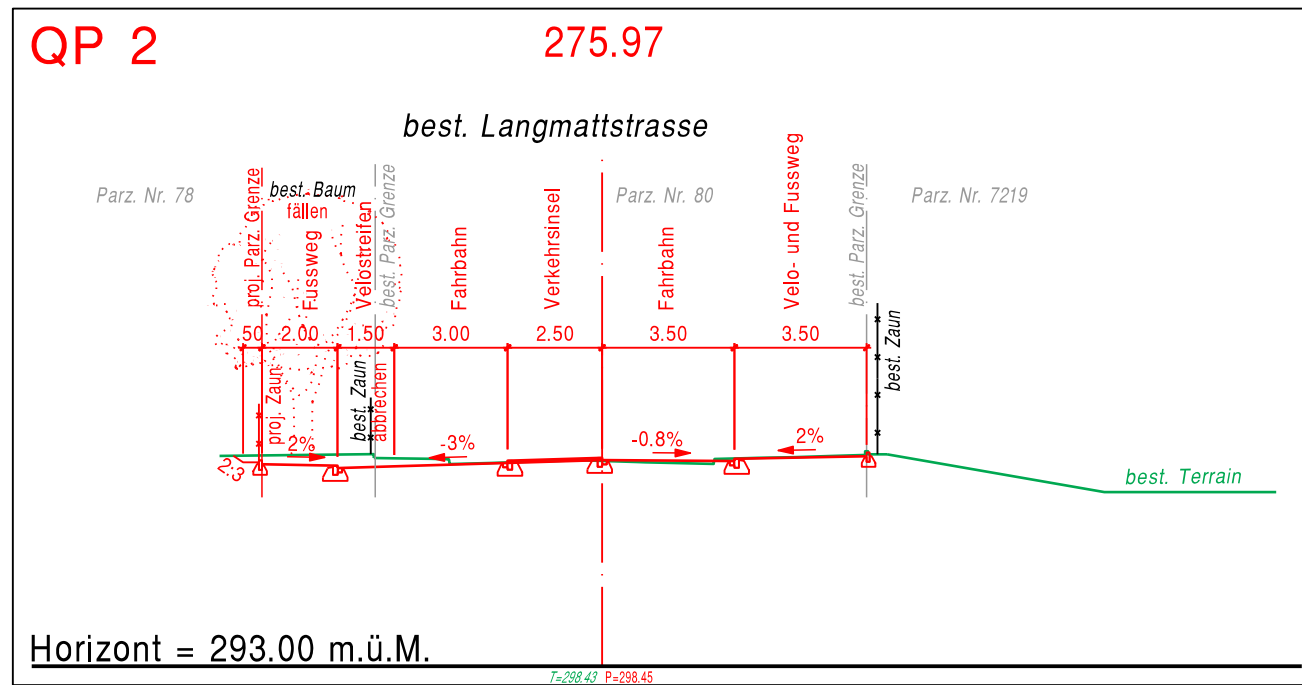 QP 2
275.97
best. Langmattstrasse
Parz. Nr. 78
proj. Parz. Grenze
best. Baum
fällen
Fussweg
Velostreifen
best. Parz. Grenze
Fahrbahn
Verkehrsinsel
Parz. Nr. 80
Fahrbahn
Velo- und Fussweg
best. Parz. Grenze
Parz. Nr. 7219
50 2.00 1.50 3.00 2.50 3.50 3.50
proj. Zaun
best. Zaun
abbrechen
best. Zaun
2:3
2% -3% -0.8% 2%
best. Terrain
Horizont = 293.00 m.ü.M.
T=298.43 P=298.45